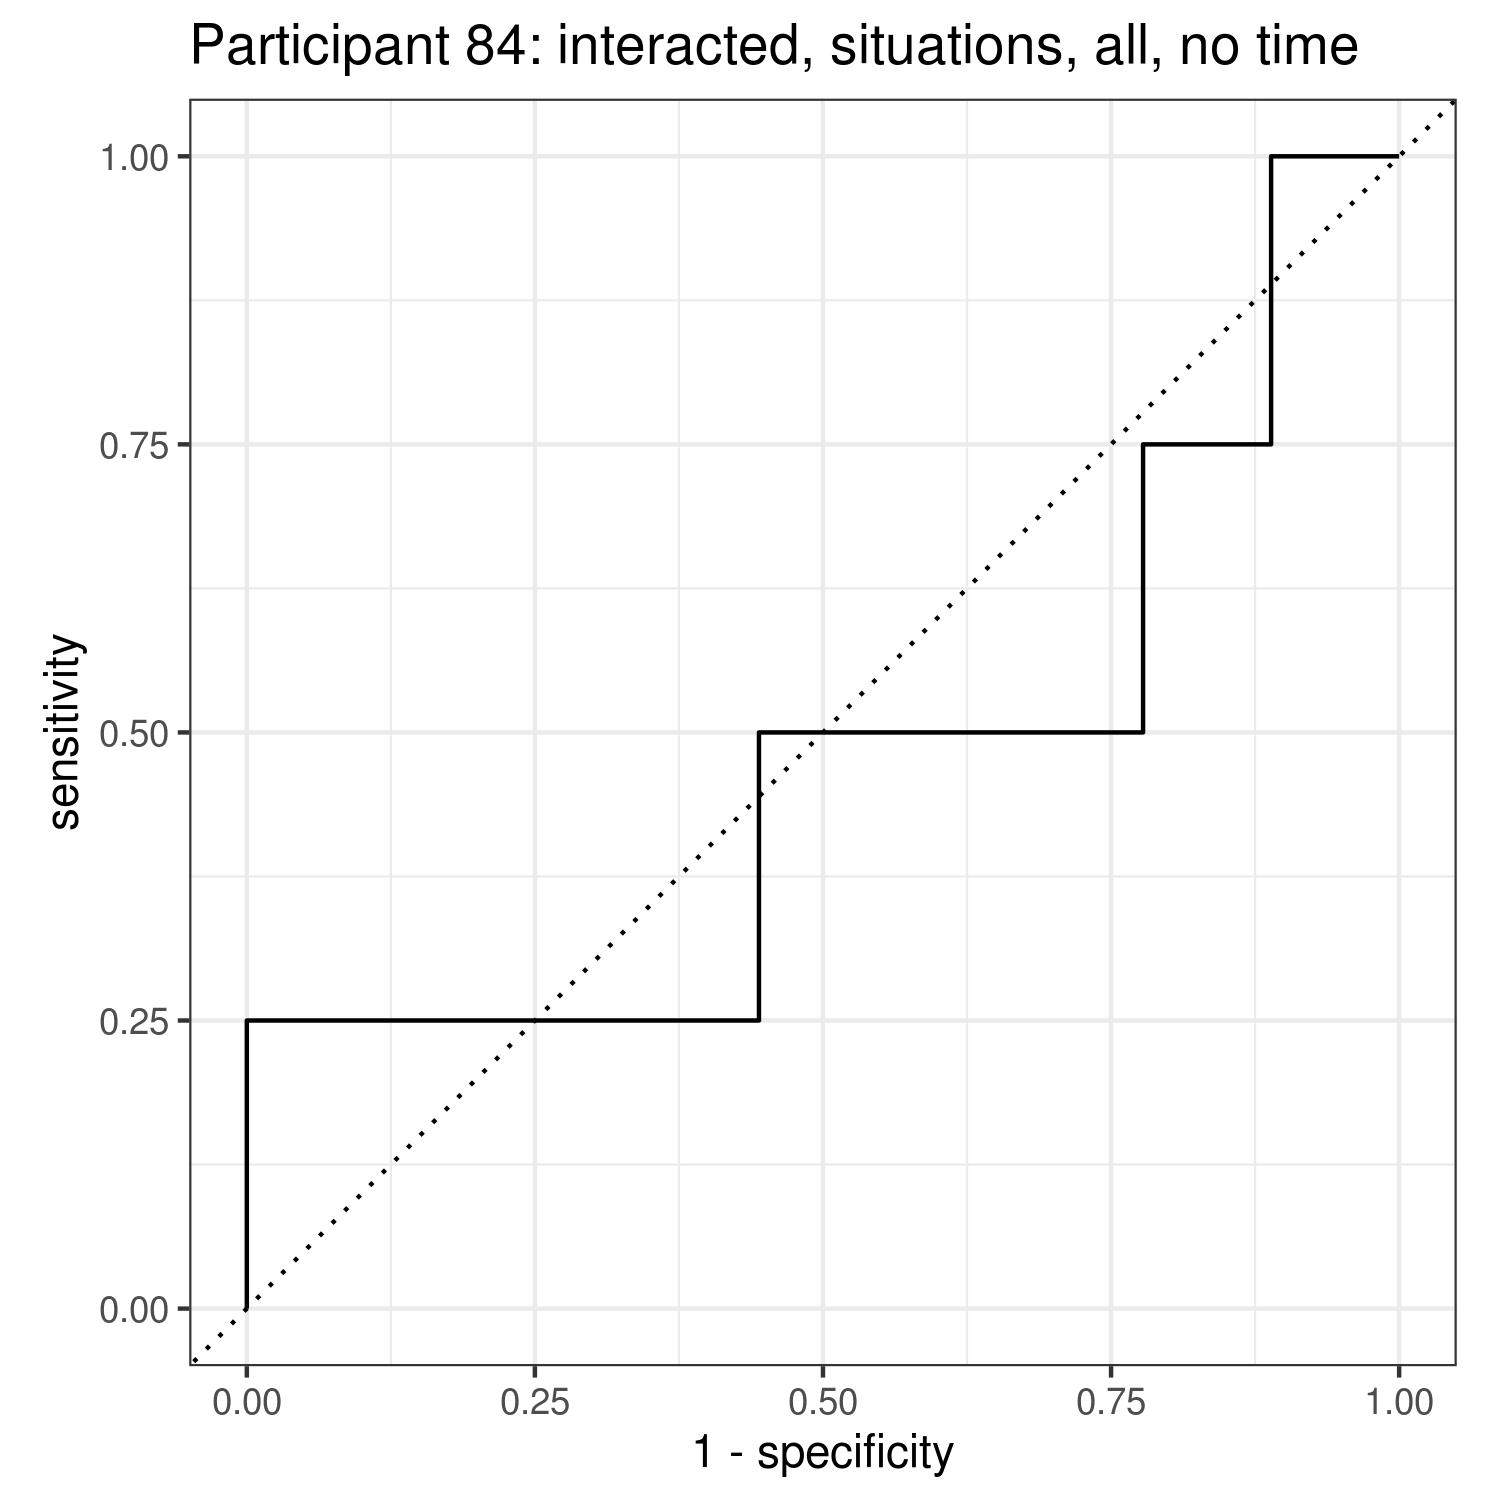 Participant 84: interacted, situations, all, no time
1.00
0.75
0.50
0.25
0.00
sensitivity
0.00 0.25 0.50 0.75 1.00
1 - specificity